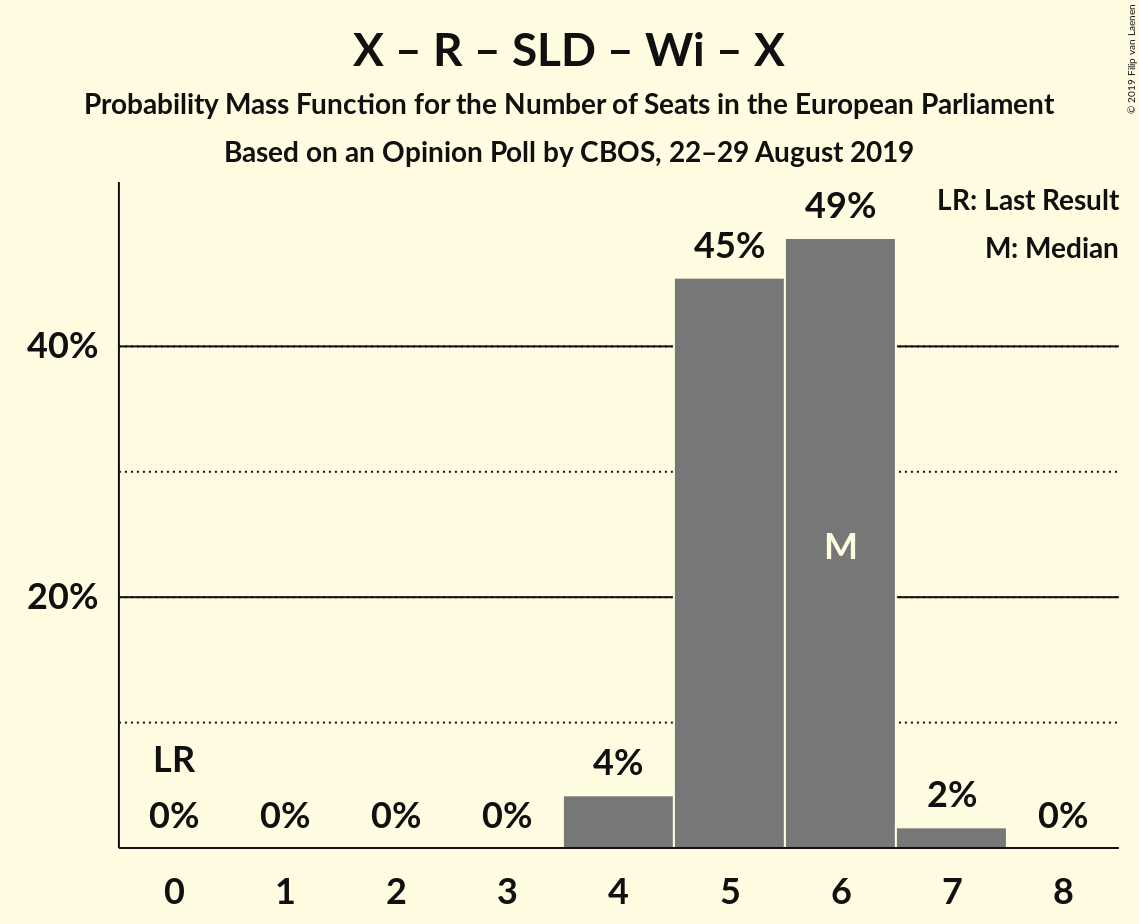 X – R – SLD – Wi – X
Probability Mass Function for the Number of Seats in the European Parliament
Based on an Opinion Poll by CBOS, 22–29 August 2019
© 2019 Filip van Laenen
LR: Last Result
M: Median
49%
45%
40%
M
20%
LR
4%
2%
0% 0% 0% 0% 0%
0 1 2 3 4 5 6 7 8